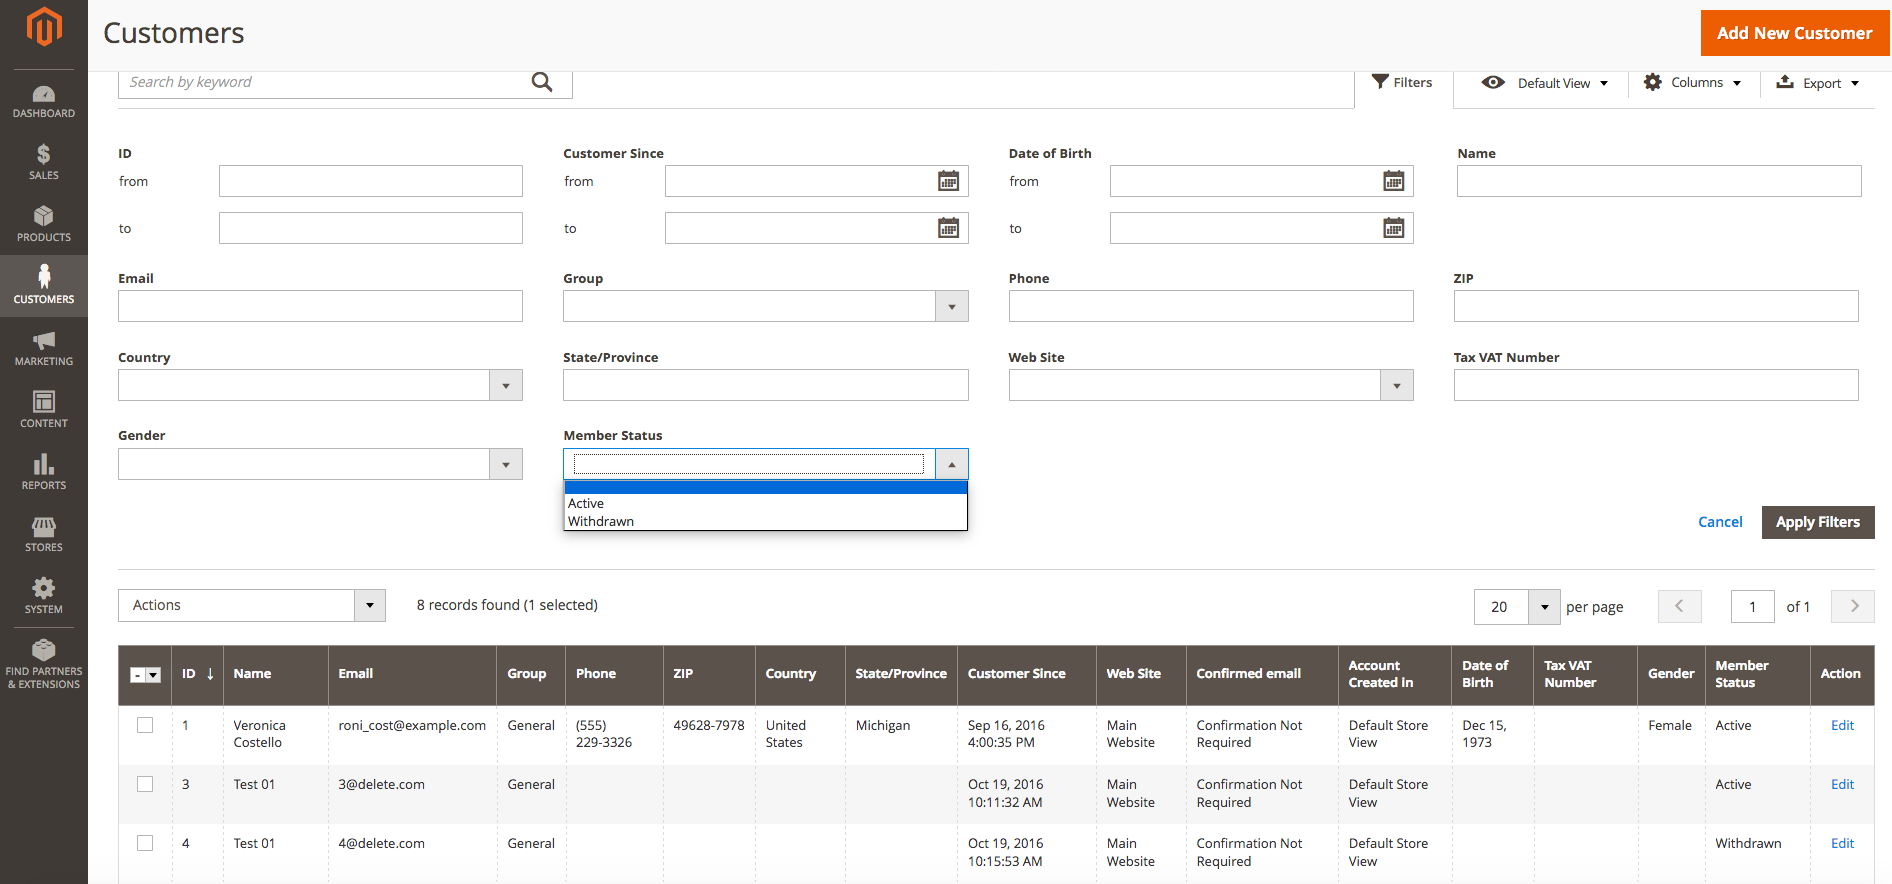 Customers
Add New Customer
Search by keyword
Filters
Default View
Columns
Export
DASHBOARD
SALES
PRODUCTS
CUSTOMERS
MARKETING
CONTENT
REPORTS
STORES
SYSTEM
FIND PARTNERS
& EXTENSIONS
ID
from
to
Customer Since
from
to
Date of Birth
from
to
Name
Email
Group
Phone
ZIP
Country
State/Province
Web Site
Tax VAT Number
Gender
Member Status
Active
Withdrawn
Cancel
Apply Filters
Actions
8 records found (1 selected)
20
per page
1
of 1
- ID ↓ Name Email Group Phone ZIP Country State/Province Customer Since Web Site Confirmed email Account Created in Date of Birth Tax VAT Number Gender Member Status Action
1 Veronica Costello roni_cost@example.com General (555) 229-3326 49628-7978 United States Michigan Sep 16, 2016 4:00:35 PM Main Website Confirmation Not Required Default Store View Dec 15, 1973 Female Active Edit
3 Test 01 3@delete.com General Oct 19, 2016 10:11:32 AM Main Website Confirmation Not Required Default Store View Active Edit
4 Test 01 4@delete.com General Oct 19, 2016 10:15:53 AM Main Website Confirmation Not Required Default Store View Withdrawn Edit